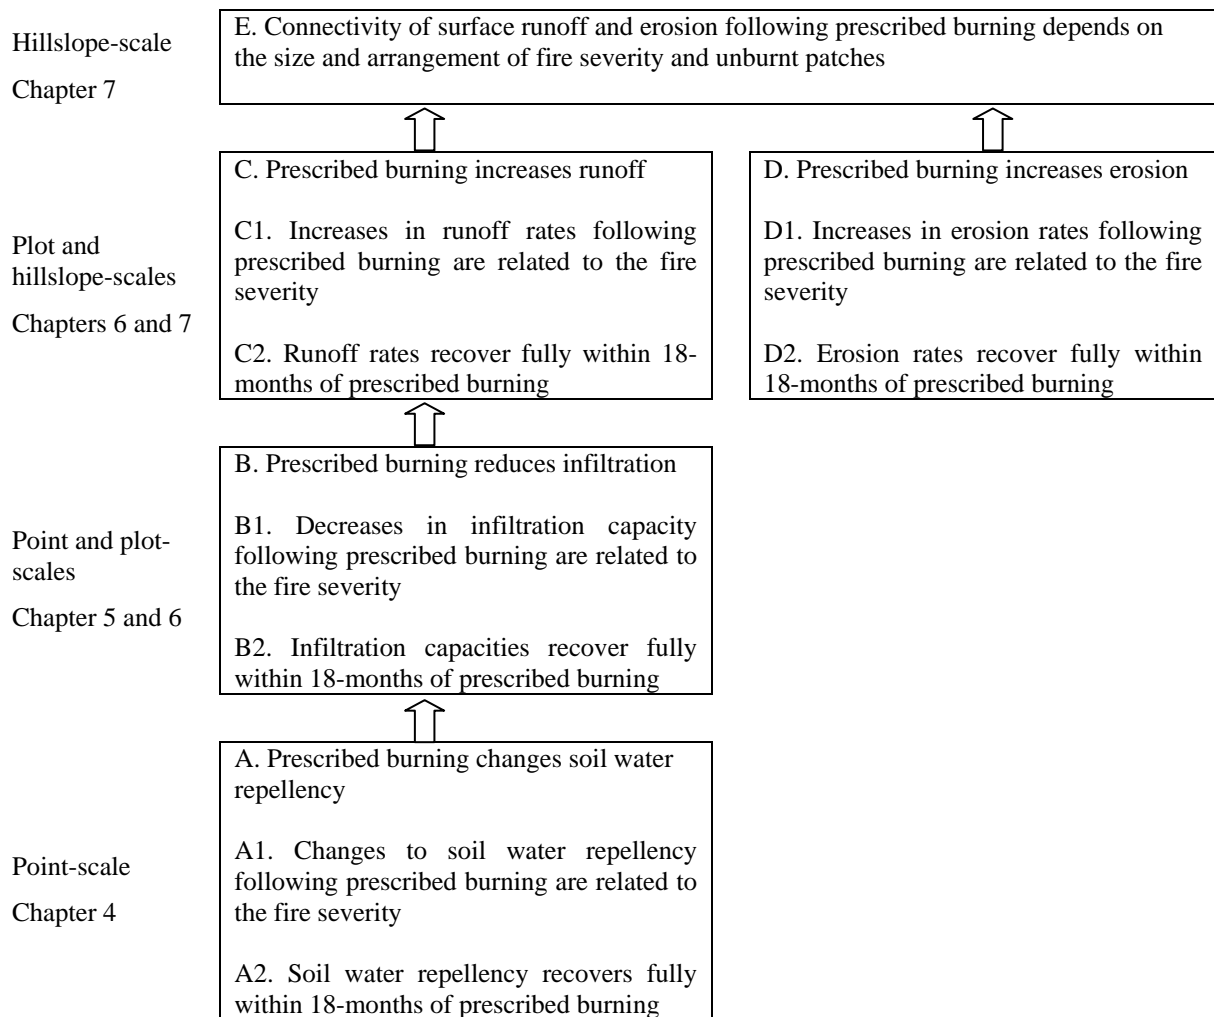 Hillslope-scale
Chapter 7
E. Connectivity of surface runoff and erosion following prescribed burning depends on
the size and arrangement of fire severity and unburnt patches
Plot and
hillslope-scales
Chapters 6 and 7
C. Prescribed burning increases runoff
C1. Increases in runoff rates following
prescribed burning are related to the fire
severity
C2. Runoff rates recover fully within 18-
months of prescribed burning
D. Prescribed burning increases erosion
D1. Increases in erosion rates following
prescribed burning are related to the fire
severity
D2. Erosion rates recover fully within
18-months of prescribed burning
Point and plot-
scales
Chapter 5 and 6
B. Prescribed burning reduces infiltration
B1. Decreases in infiltration capacity
following prescribed burning are related to
the fire severity
B2. Infiltration capacities recover fully
within 18-months of prescribed burning
Point-scale
Chapter 4
A. Prescribed burning changes soil water
repellency
A1. Changes to soil water repellency
following prescribed burning are related to
the fire severity
A2. Soil water repellency recovers fully
within 18-months of prescribed burning